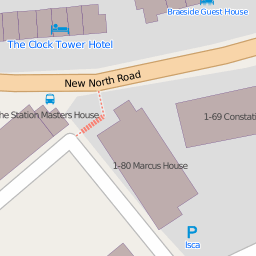 Braeside Guest House
The Clock Tower Hotel
New North Road
he Station Masters House
1-69 Constati
1-80 Marcus House
P
Isca